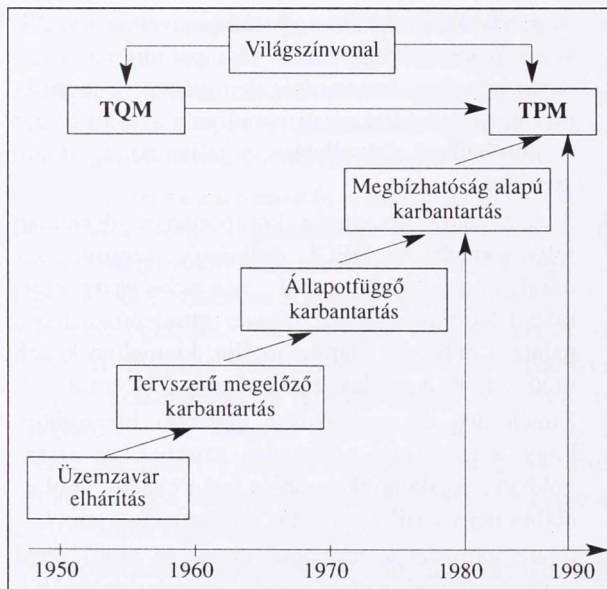 Világszínvonal
TQM
TPM
Megbízhatóság alapú
karbantartás
Állapotfüggő
karbantartás
Tervszerű megelőző
karbantartás
Üzemzavar
elhárítás
1950
1960
1970
1980
1990